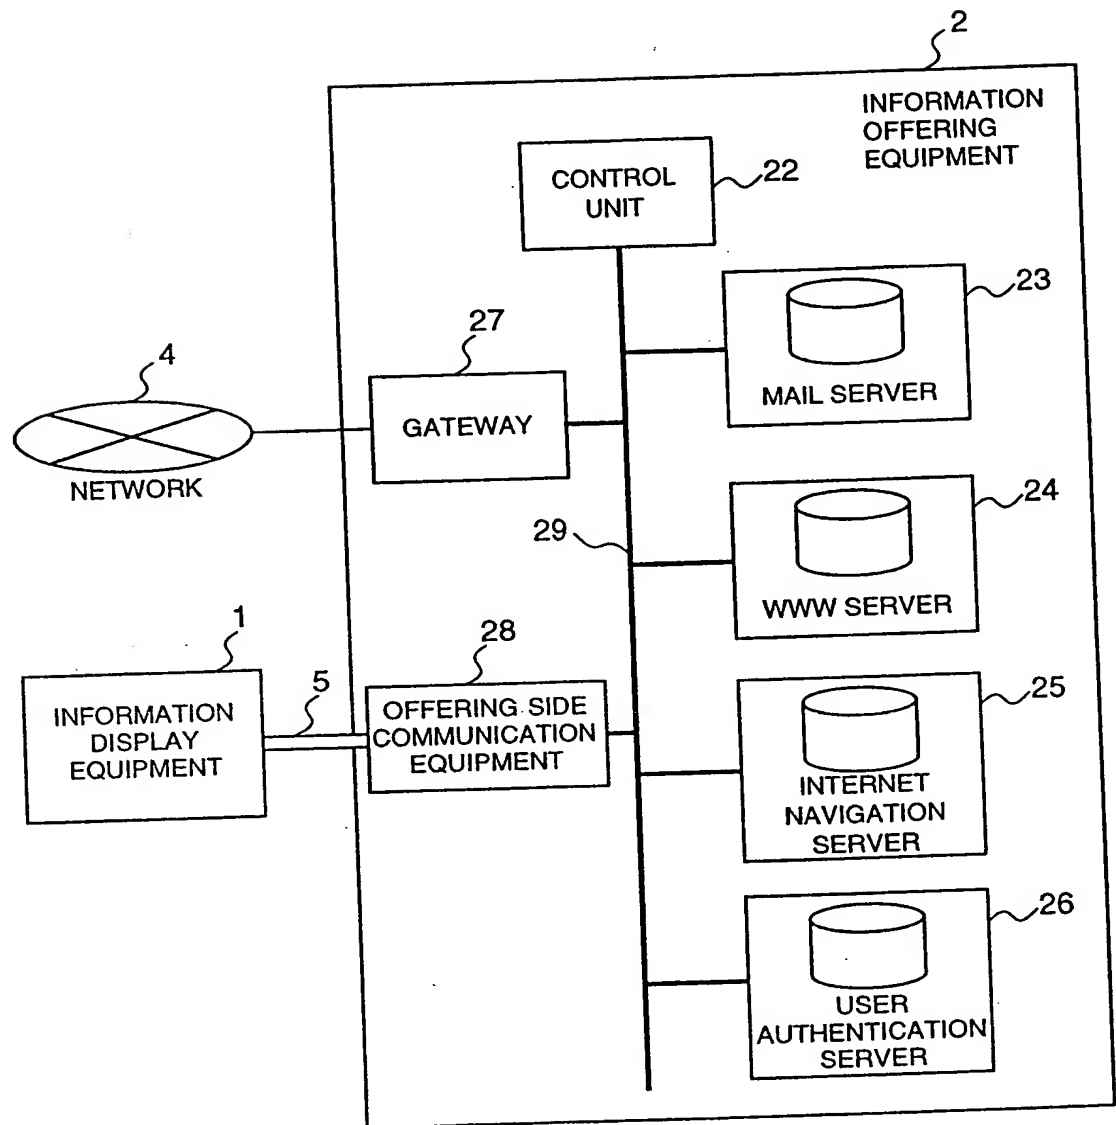 2
INFORMATION
OFFERING
EQUIPMENT
CONTROL
UNIT
22
23
MAIL SERVER
27
GATEWAY
4
NETWORK
24
WWW SERVER
29
1
INFORMATION
DISPLAY
EQUIPMENT
5
28
OFFERING SIDE
COMMUNICATION
EQUIPMENT
25
INTERNET
NAVIGATION
SERVER
26
USER
AUTHENTICATION
SERVER